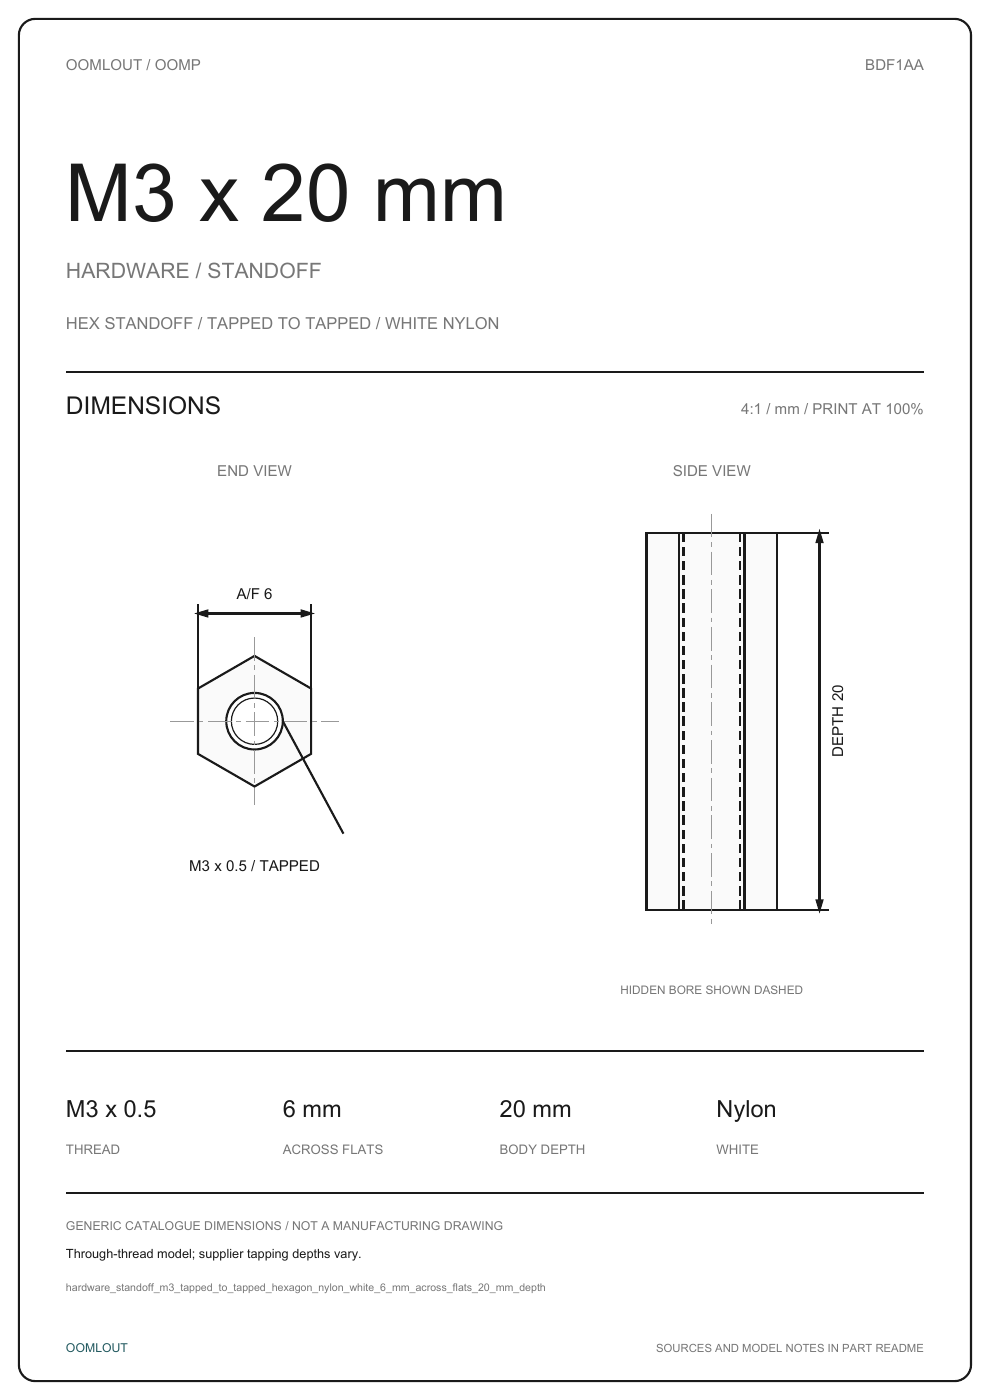 OOMLOUT / OOMP
BDF1AA
M3 x 20 mm
HARDWARE / STANDOFF
HEX STANDOFF / TAPPED TO TAPPED / WHITE NYLON
DIMENSIONS
4:1 / mm / PRINT AT 100%
END VIEW
SIDE VIEW
A/F 6
DEPTH 20
M3 x 0.5 / TAPPED
HIDDEN BORE SHOWN DASHED
M3 x 0.5
THREAD
6 mm
ACROSS FLATS
20 mm
BODY DEPTH
Nylon
WHITE
GENERIC CATALOGUE DIMENSIONS / NOT A MANUFACTURING DRAWING
Through-thread model; supplier tapping depths vary.
hardware_standoff_m3_tapped_to_tapped_hexagon_nylon_white_6_mm_across_flats_20_mm_depth
OOMLOUT
SOURCES AND MODEL NOTES IN PART README